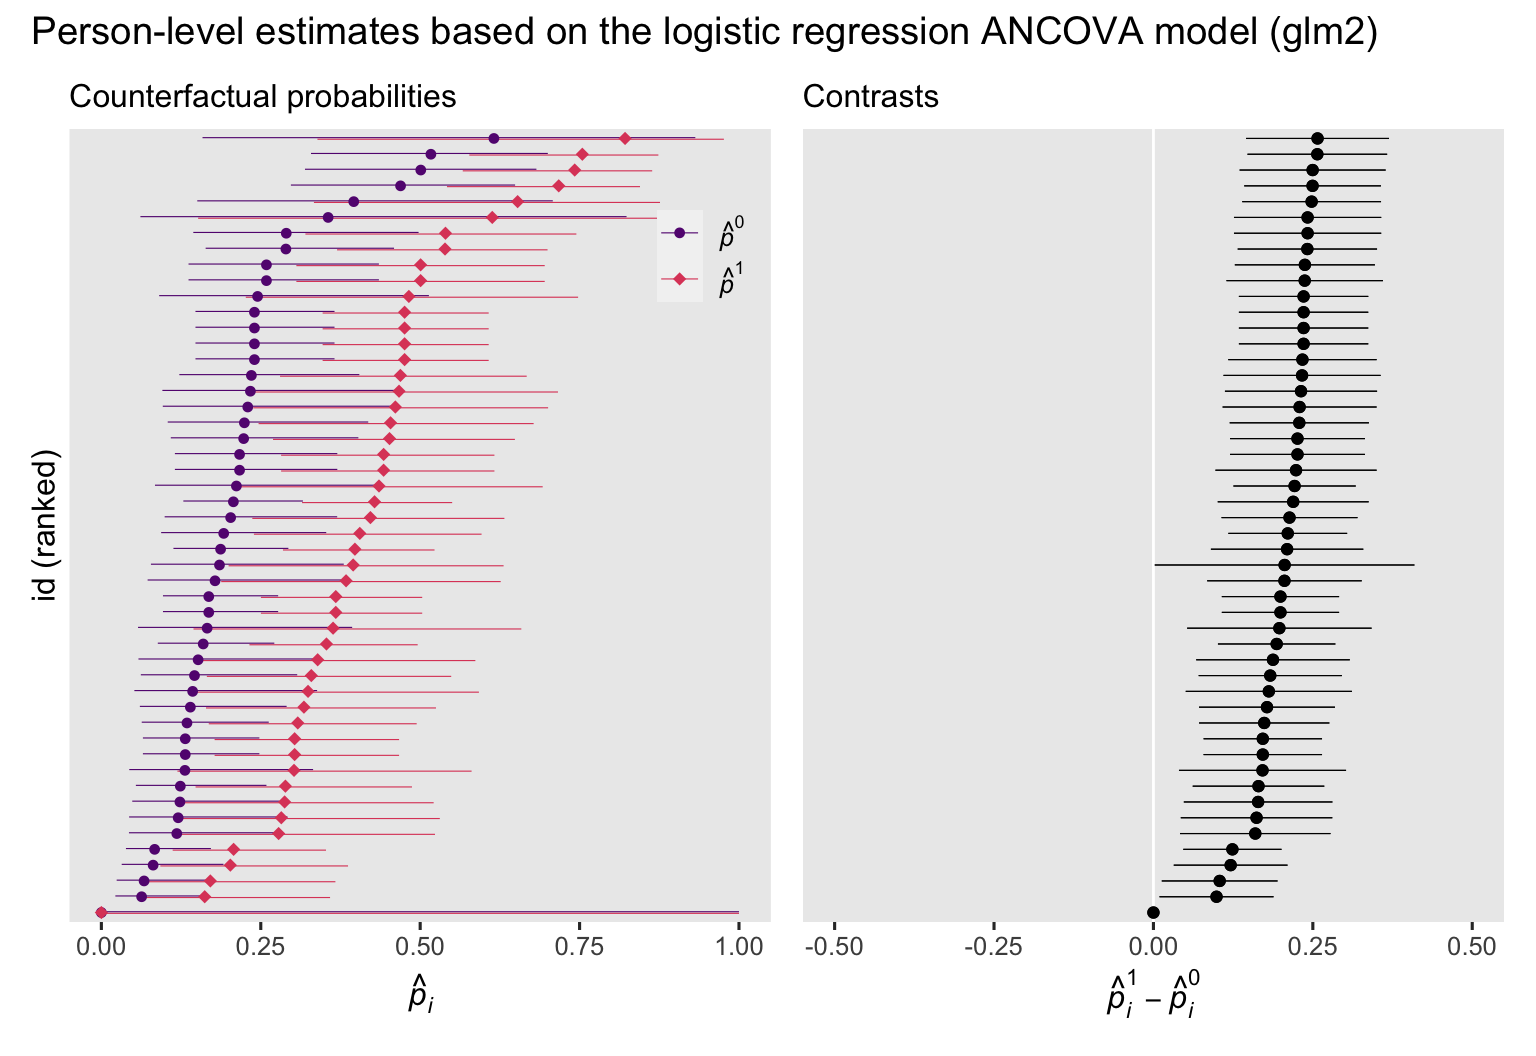 Person-level estimates based on the logistic regression ANCOVA model (glm2)
Counterfactual probabilities
Contrasts
p̂⁰
p̂¹
id (ranked)
0.00 0.25 0.50 0.75 1.00
-0.50 -0.25 0.00 0.25 0.50
p̂ᵢ
p̂ᵢ¹ − p̂ᵢ⁰